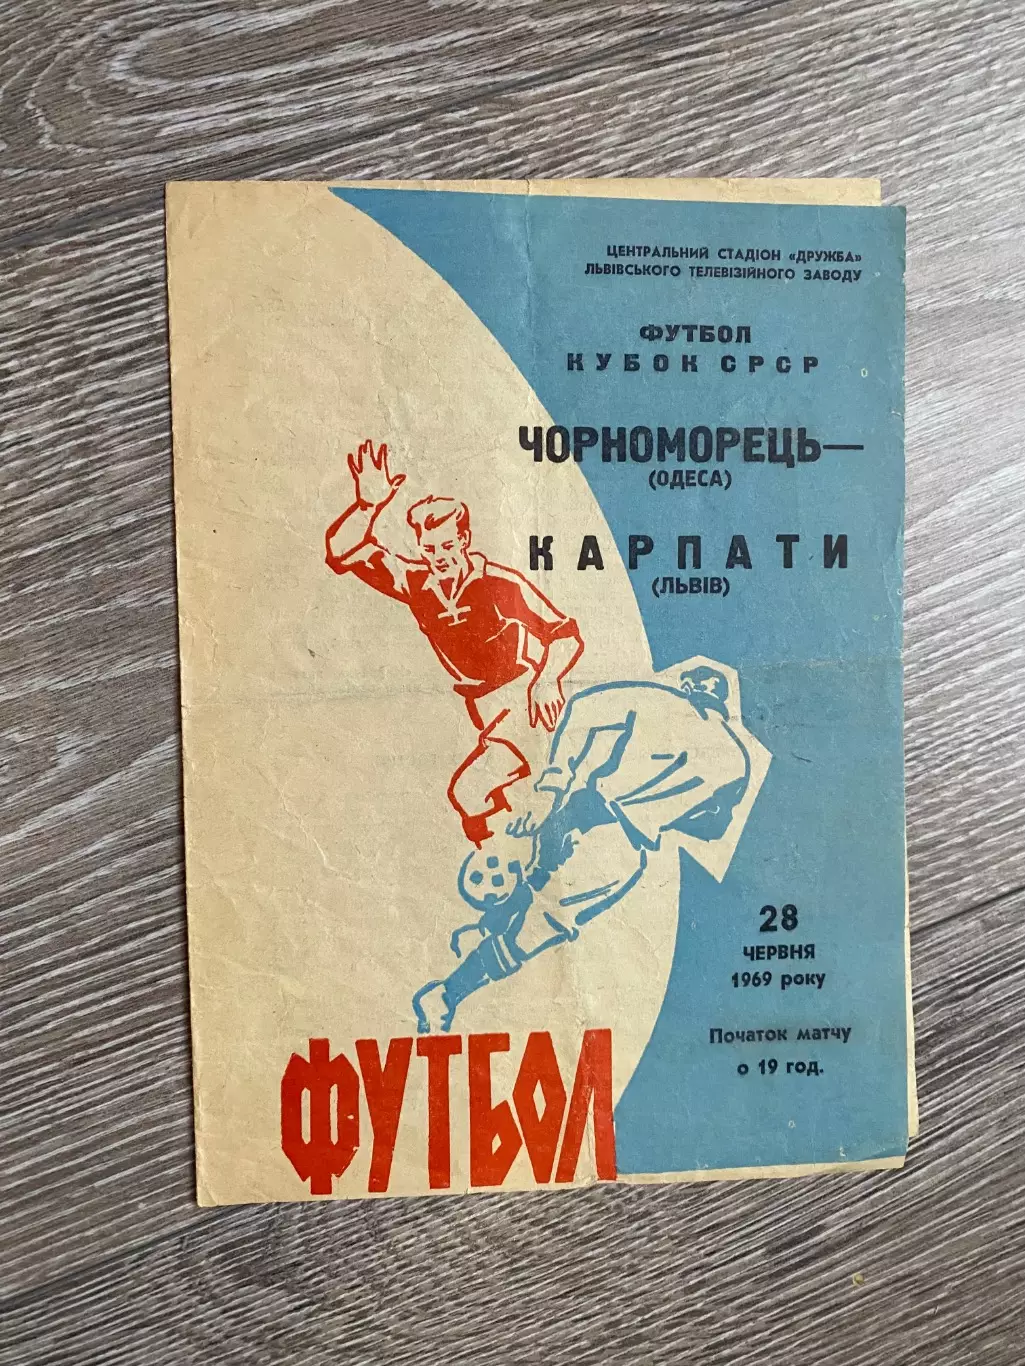 ЦЕНТРАЛЬНИЙ СТАДІОН «ДРУЖБА»
ЛЬВІВСЬКОГО ТЕЛЕВІЗІЙНОГО ЗАВОДУ
ФУТБОЛ
КУБОК СРСР
ЧОРНОМОРЕЦЬ—
(ОДЕСА)
КАРПАТИ
(ЛЬВІВ)
28
ЧЕРВНЯ
1969 року
Початок матчу
о 19 год.
ФУТБОЛ